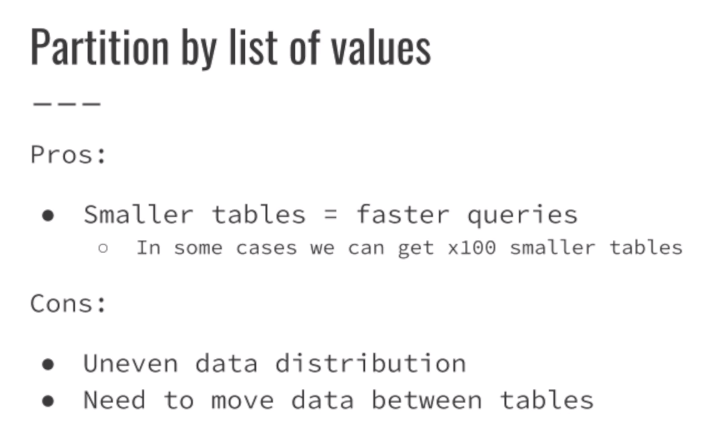 Partition by list of values
———
Pros:
● Smaller tables = faster queries
○ In some cases we can get x100 smaller tables
Cons:
● Uneven data distribution
● Need to move data between tables